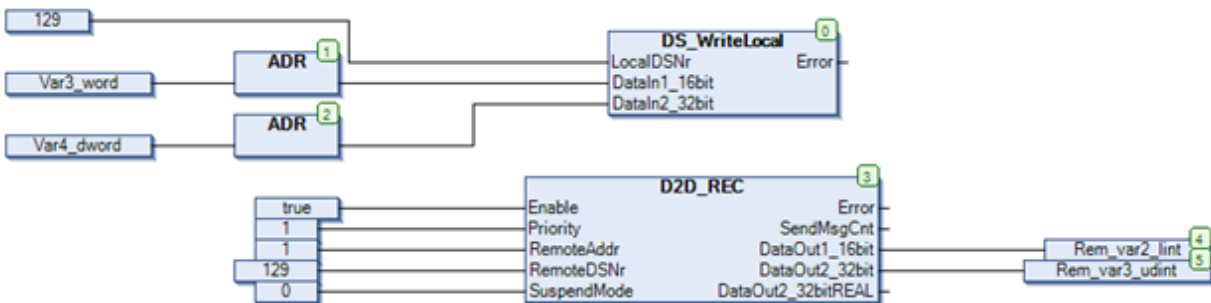 129
0
DS_WriteLocal
LocalDSNr Error
1
ADR
Var3_word
DataIn1_16bit
DataIn2_32bit
2
ADR
Var4_dword
3
D2D_REC
true Enable Error
1 Priority SendMsgCnt
4
1 RemoteAddr DataOut1_16bit Rem_var2_lint
5
129 RemoteDSNr DataOut2_32bit Rem_var3_udint
0 SuspendMode DataOut2_32bitREAL